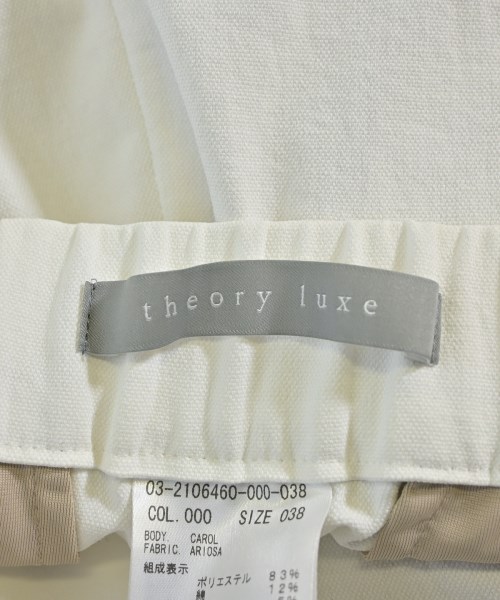 theory luxe
03-2106460-000-038
COL.000 SIZE 038
BODY. CAROL
FABRIC. ARIOSA
組成表示
ポリエステル 83%
綿 12%